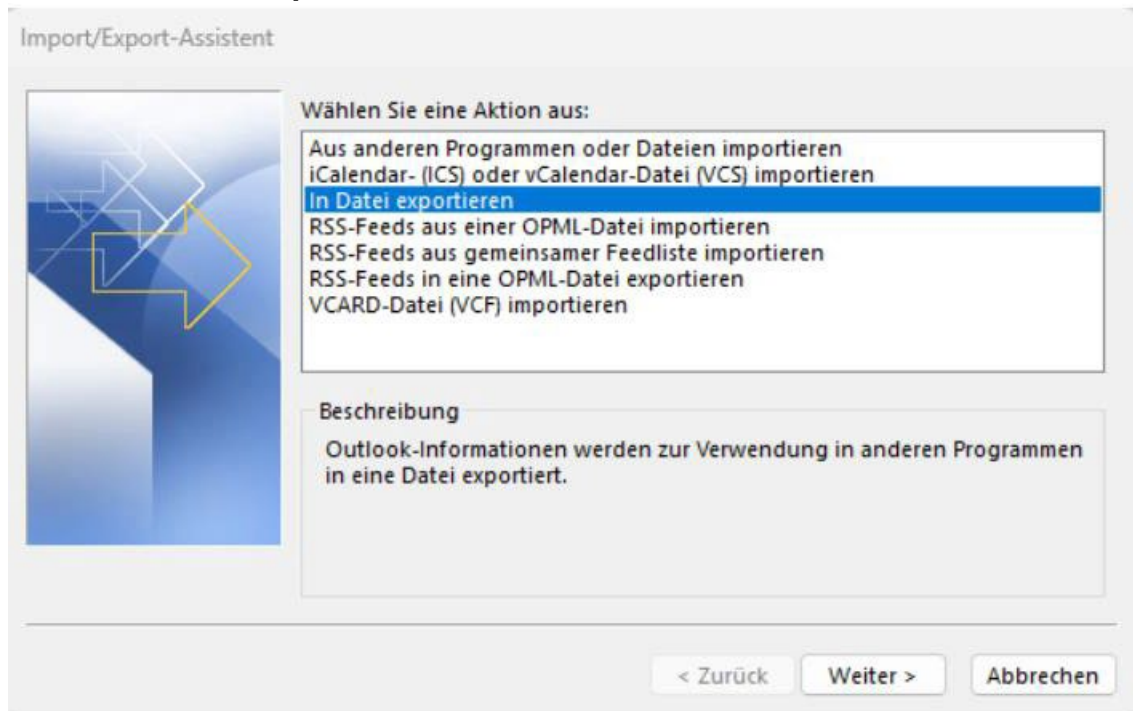 Import/Export-Assistent
Wählen Sie eine Aktion aus:
Aus anderen Programmen oder Dateien importieren
iCalendar- (ICS) oder vCalendar-Datei (VCS) importieren
In Datei exportieren
RSS-Feeds aus einer OPML-Datei importieren
RSS-Feeds aus gemeinsamer Feedliste importieren
RSS-Feeds in eine OPML-Datei exportieren
VCARD-Datei (VCF) importieren
Beschreibung
Outlook-Informationen werden zur Verwendung in anderen Programmen
in eine Datei exportiert.
< Zurück Weiter > Abbrechen